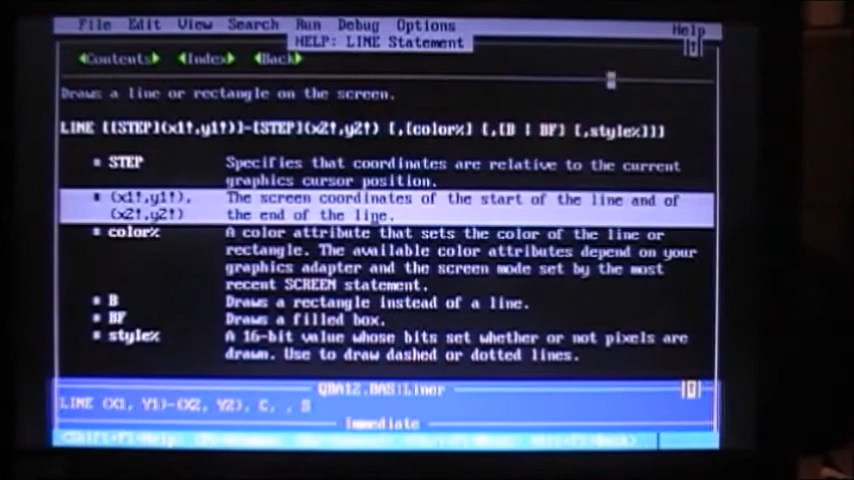 File Edit View Search Run Debug Options Help
HELP: LINE Statement
◄Contents► ◄Index► ◄Back►
Draws a line or rectangle on the screen.
LINE [[STEP](x1!,y1!)]-[STEP](x2!,y2!) [,[color%] [,[B | BF] [,style%]]]
■ STEP Specifies that coordinates are relative to the current
graphics cursor position.
■ (x1!,y1!), The screen coordinates of the start of the line and of
(x2!,y2!) the end of the line.
■ color% A color attribute that sets the color of the line or
rectangle. The available color attributes depend on your
graphics adapter and the screen mode set by the most
recent SCREEN statement.
■ B Draws a rectangle instead of a line.
■ BF Draws a filled box.
■ style% A 16-bit value whose bits set whether or not pixels are
drawn. Use to draw dashed or dotted lines.
QBA12.BAS:Liner
LINE (X1, Y1)-(X2, Y2), C, , S
Immediate